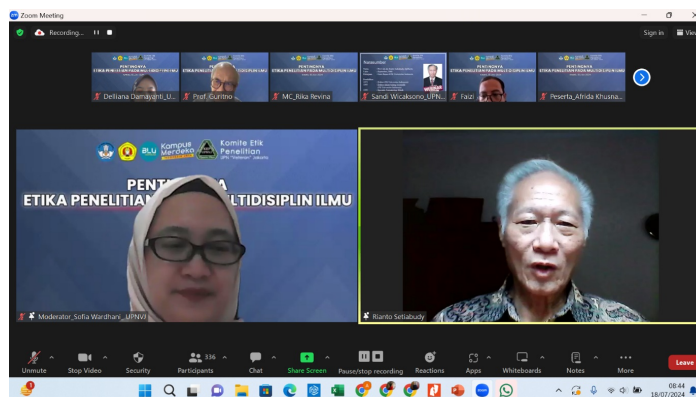 Zoom Meeting
Recording...
Sign in
View
PENTINGNYA
ETIKA PENELITIAN PADA MULTIDISIPLIN ILMU
Delliana Damayanti_U...
Prof. Guritno
MC_Rika Revina
Sandi Wicaksono_UPN...
Faizi
Peserta_Afrida Khusna...
BLU
Kampus
Merdeka
Komite Etik
Penelitian
UPN "Veteran" Jakarta
ETIKA PENELITIAN
LTIDISIPLIN ILMU
Moderator_Sofia Wardhani_UPNVJ
Rianto Setiabudy
336
Unmute
Stop Video
Security
Participants
Chat
Share Screen
Pause/stop recording
Reactions
Apps
Whiteboards
Notes
More
Leave
08:44
18/07/2024